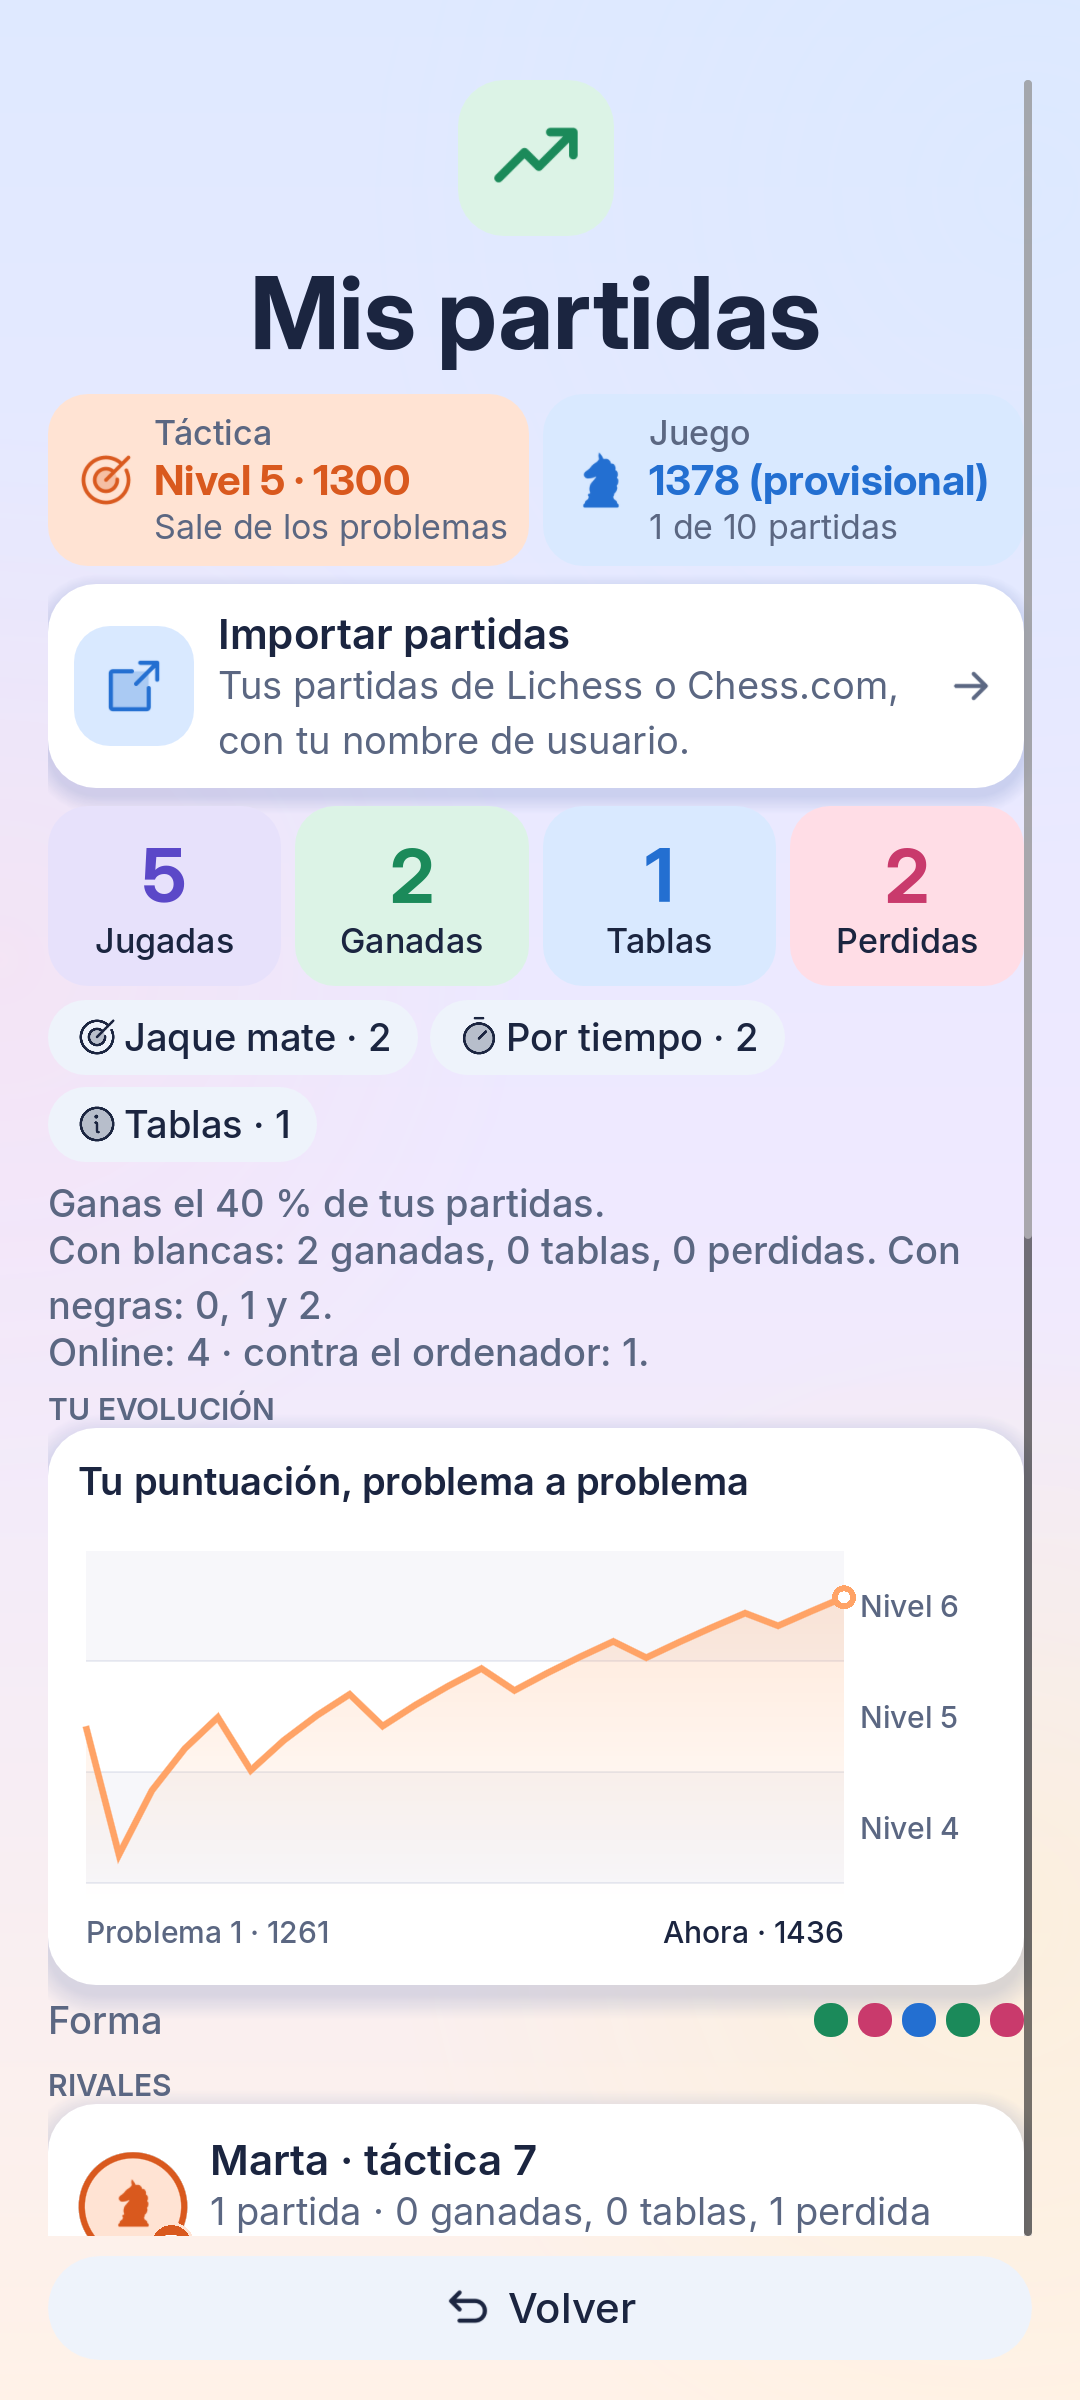 Mis partidas
Táctica
Nivel 5 · 1300
Sale de los problemas
Juego
1378 (provisional)
1 de 10 partidas
Importar partidas
Tus partidas de Lichess o Chess.com,
con tu nombre de usuario.
5
Jugadas
2
Ganadas
1
Tablas
2
Perdidas
Jaque mate · 2
Por tiempo · 2
Tablas · 1
Ganas el 40 % de tus partidas.
Con blancas: 2 ganadas, 0 tablas, 0 perdidas. Con
negras: 0, 1 y 2.
Online: 4 · contra el ordenador: 1.
TU EVOLUCIÓN
Tu puntuación, problema a problema
Nivel 6
Nivel 5
Nivel 4
Problema 1 · 1261
Ahora · 1436
Forma
RIVALES
Marta · táctica 7
1 partida · 0 ganadas, 0 tablas, 1 perdida
Volver